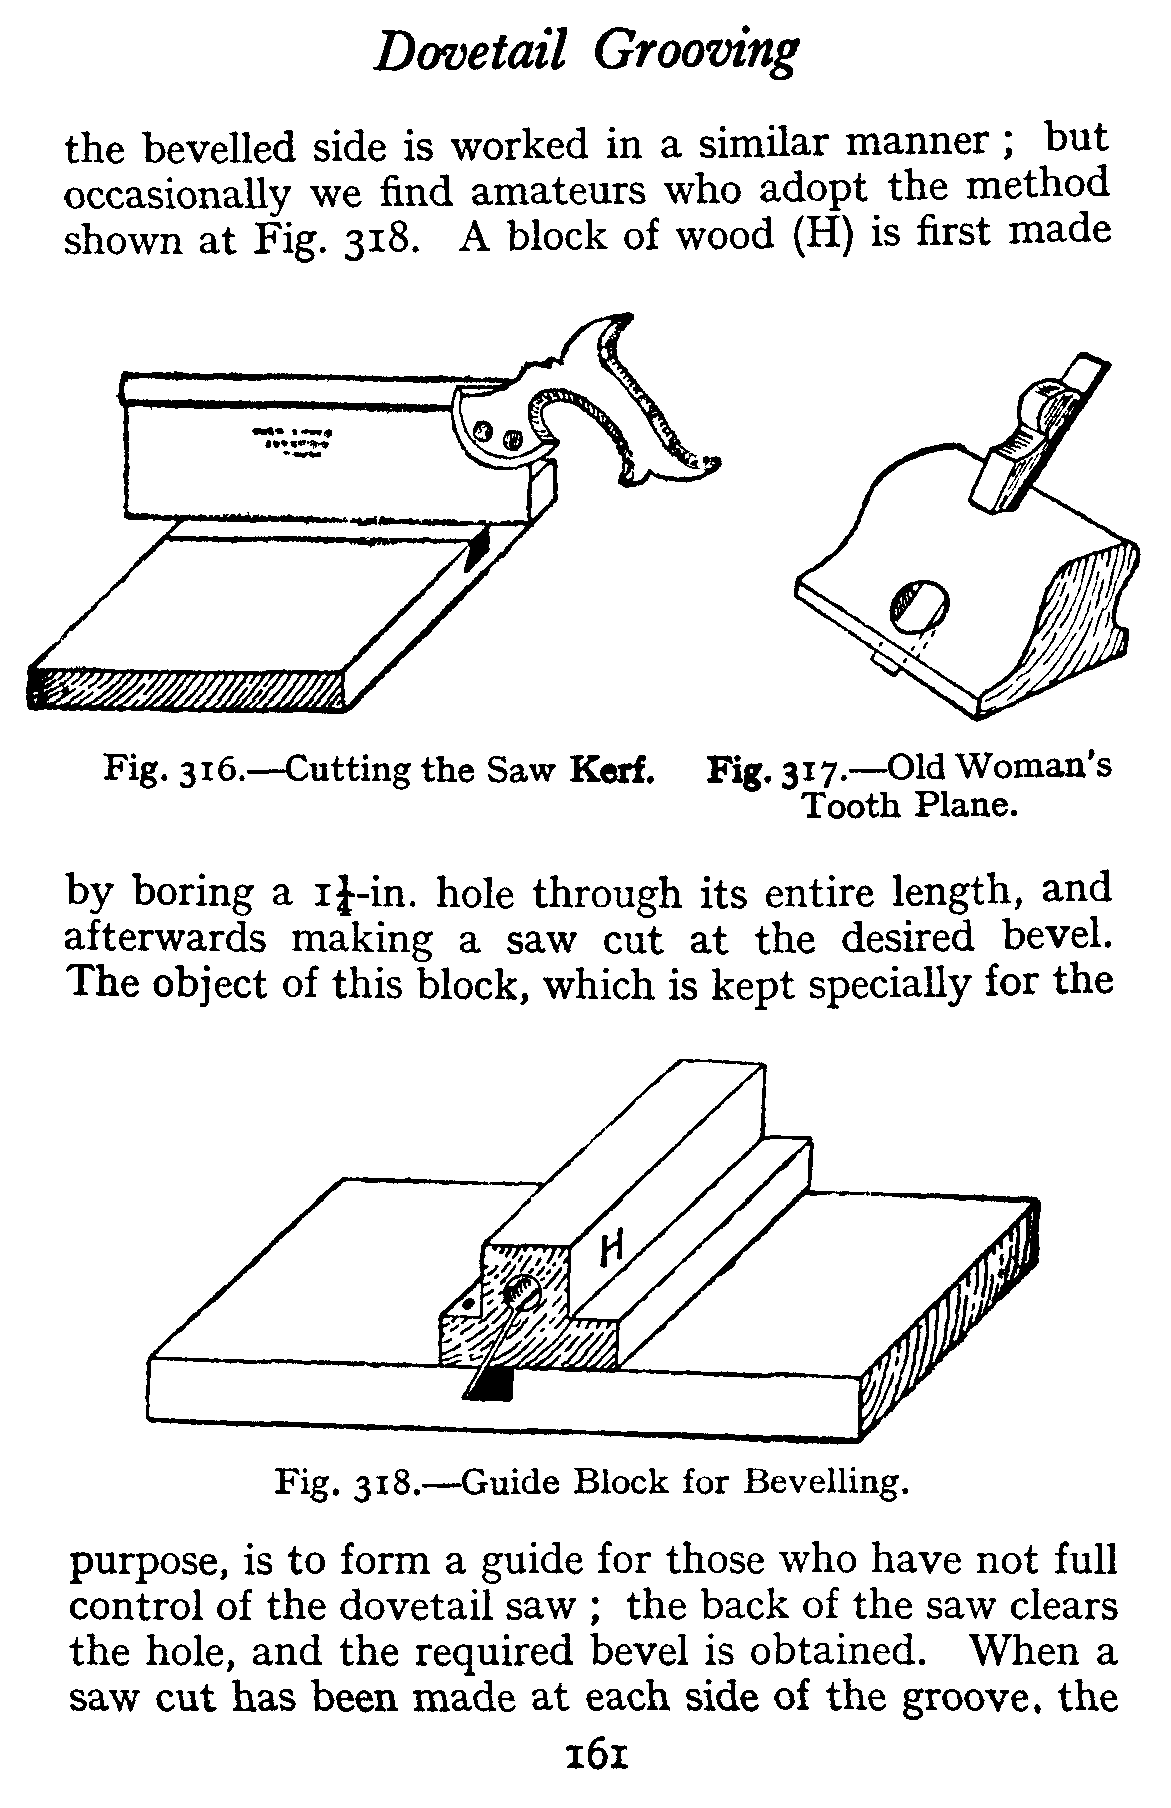 Dovetail Grooving
the bevelled side is worked in a similar manner ; but
occasionally we find amateurs who adopt the method
shown at Fig. 318. A block of wood (H) is first made
Fig. 316.—Cutting the Saw Kerf.
Fig. 317.—Old Woman's
Tooth Plane.
by boring a 1¼-in. hole through its entire length, and
afterwards making a saw cut at the desired bevel.
The object of this block, which is kept specially for the
H
Fig. 318.—Guide Block for Bevelling.
purpose, is to form a guide for those who have not full
control of the dovetail saw ; the back of the saw clears
the hole, and the required bevel is obtained. When a
saw cut has been made at each side of the groove, the
161